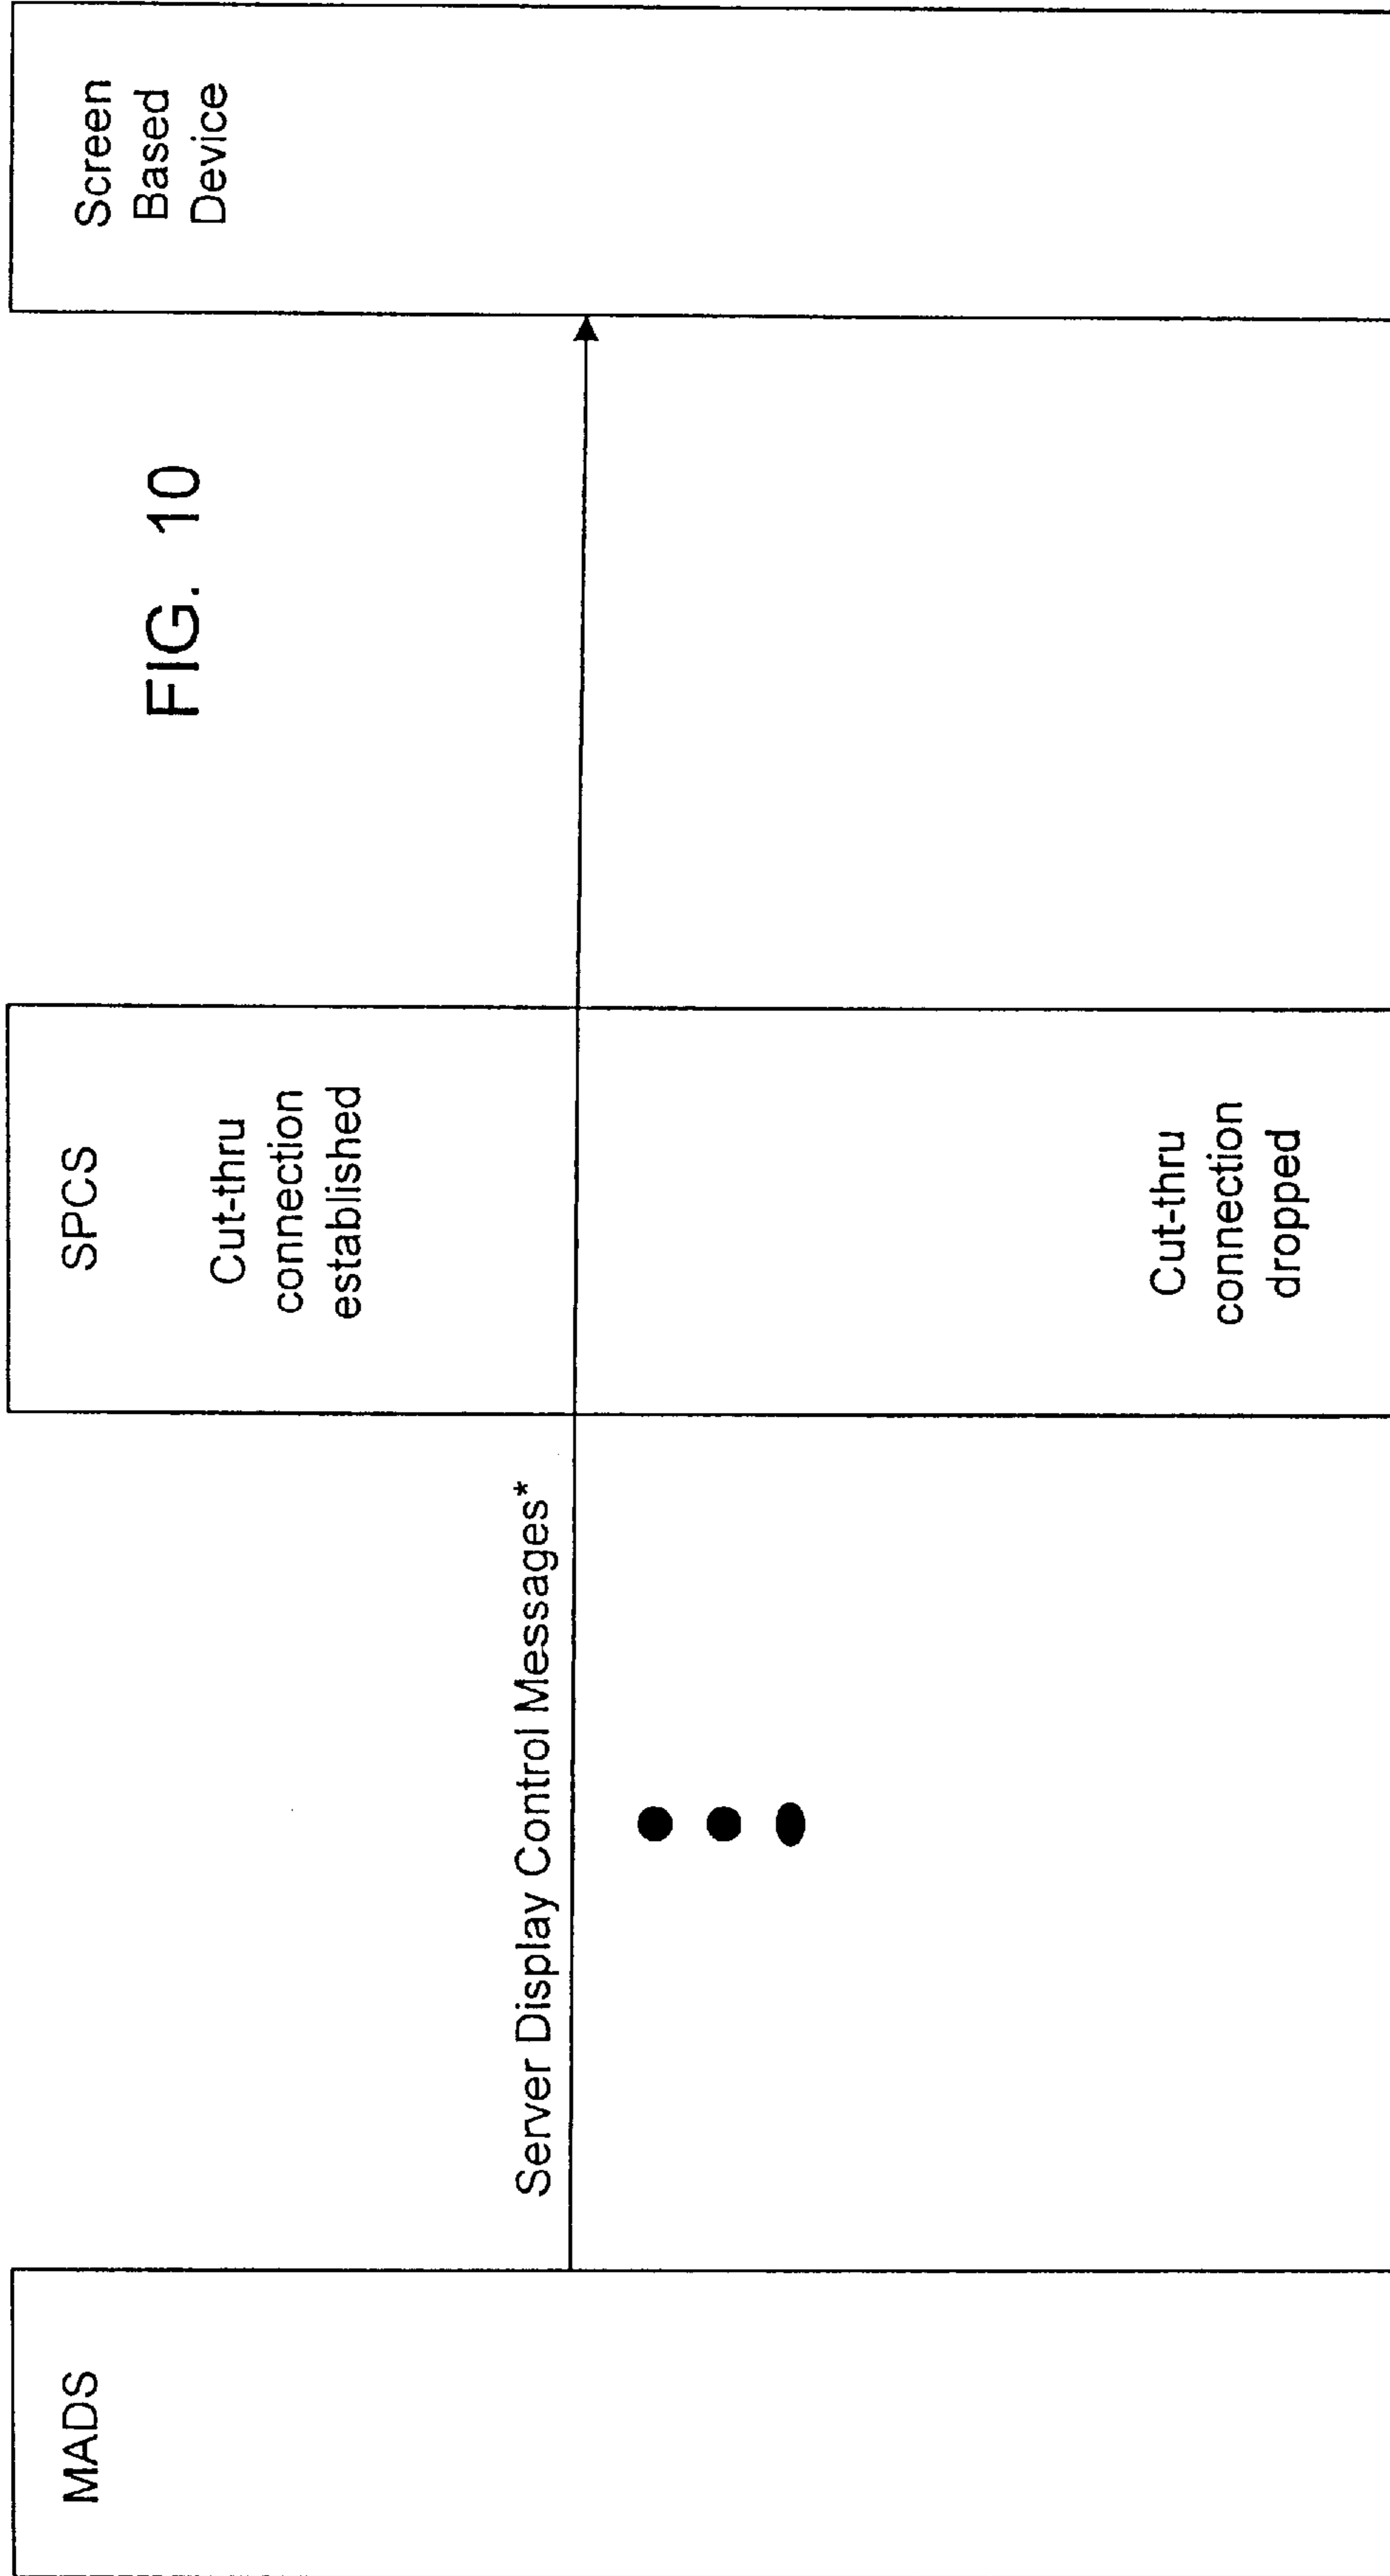 FIG. 10
MADS
SPCS
Screen
Based
Device
Cut-thru
connection
established
Server Display Control Messages*
Cut-thru
connection
dropped